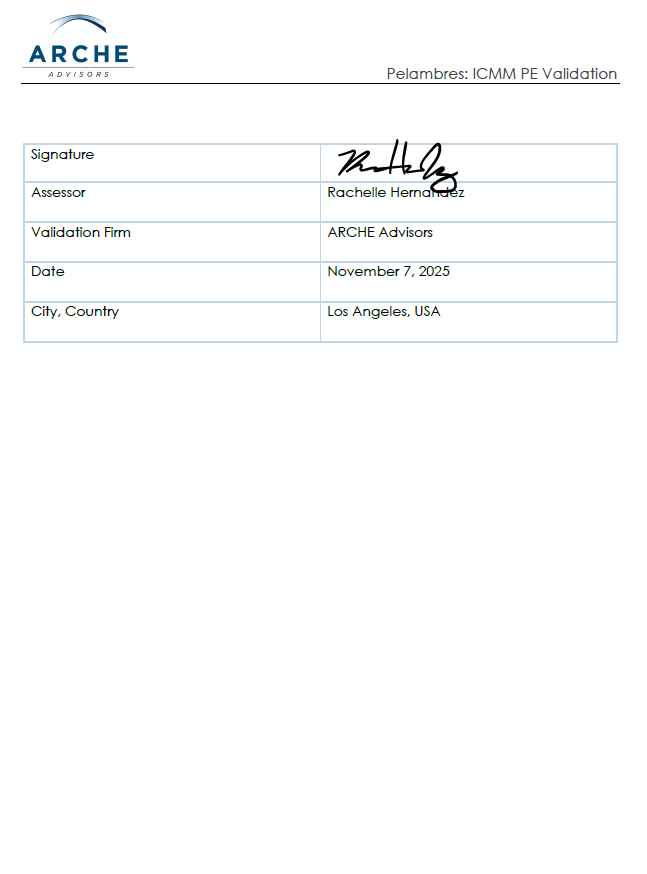 ARCHE
ADVISORS
Pelambres: ICMM PE Validation
Signature
Assessor Rachelle Hernandez
Validation Firm ARCHE Advisors
Date November 7, 2025
City, Country Los Angeles, USA